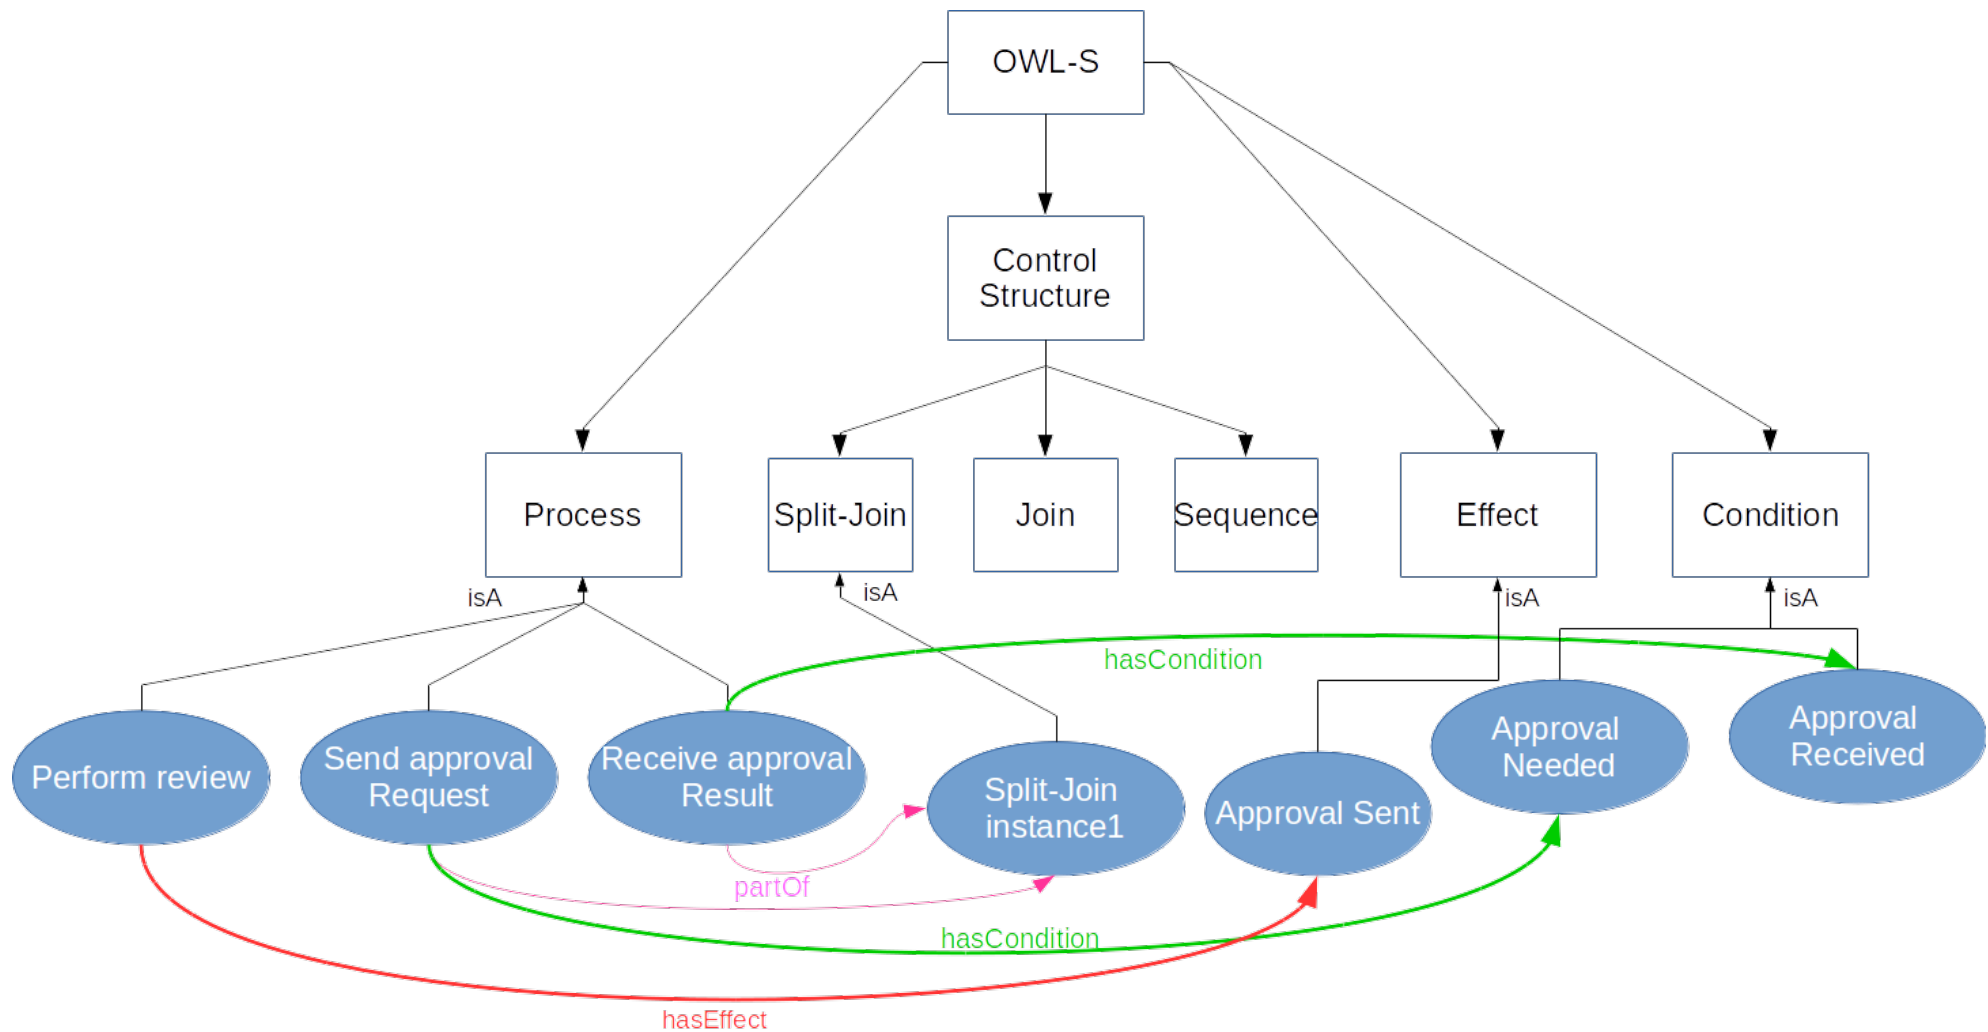 OWL-S
Control
Structure
Process
Split-Join
Join
Sequence
Effect
Condition
isA
isA
isA
isA
hasCondition
Perform review
Send approval
Request
Receive approval
Result
Split-Join
instance1
Approval Sent
Approval
Needed
Approval
Received
partOf
hasCondition
hasEffect